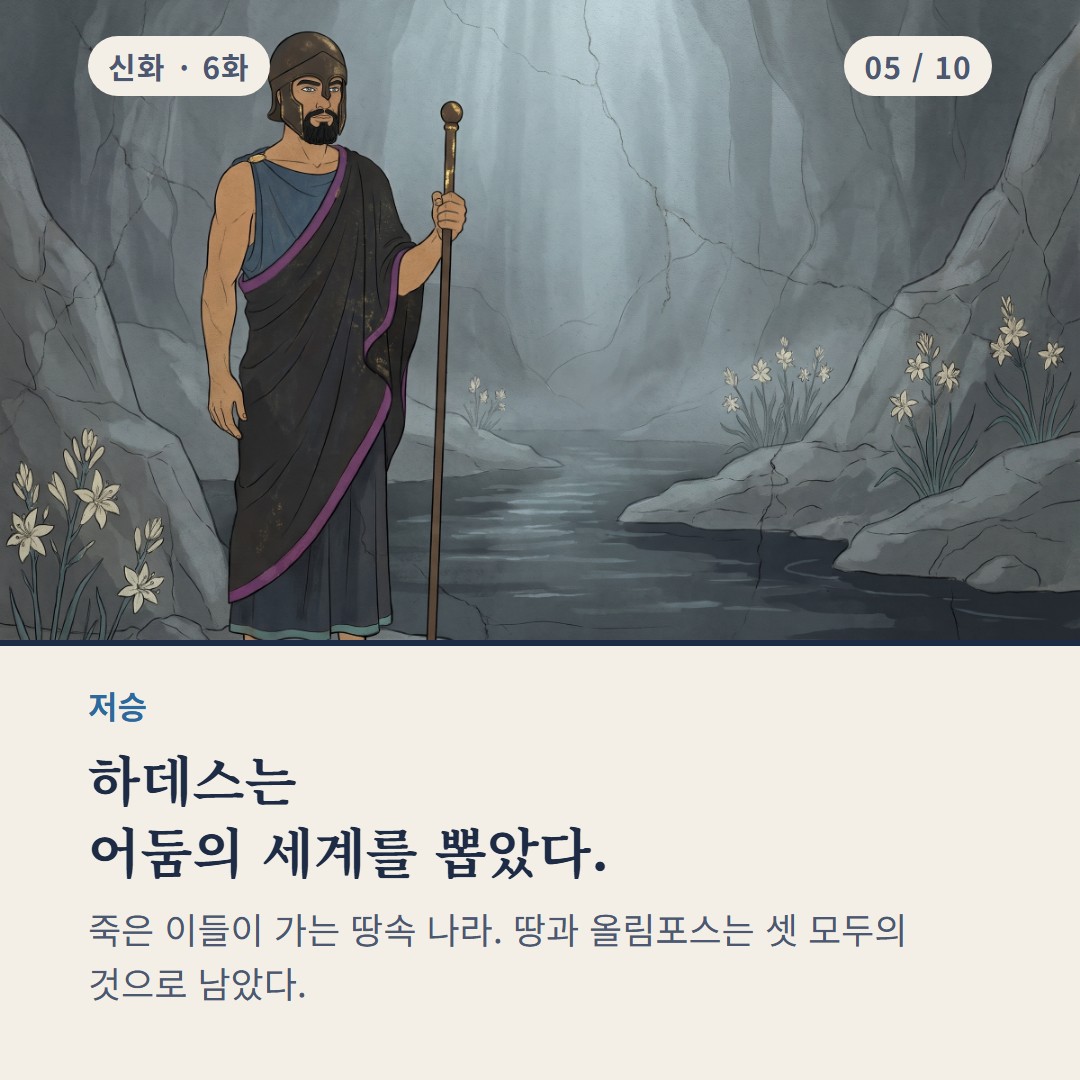 신화 · 6화
05 / 10
저승
하데스는
어둠의 세계를 뽑았다.
죽은 이들이 가는 땅속 나라. 땅과 올림포스는 셋 모두의
것으로 남았다.